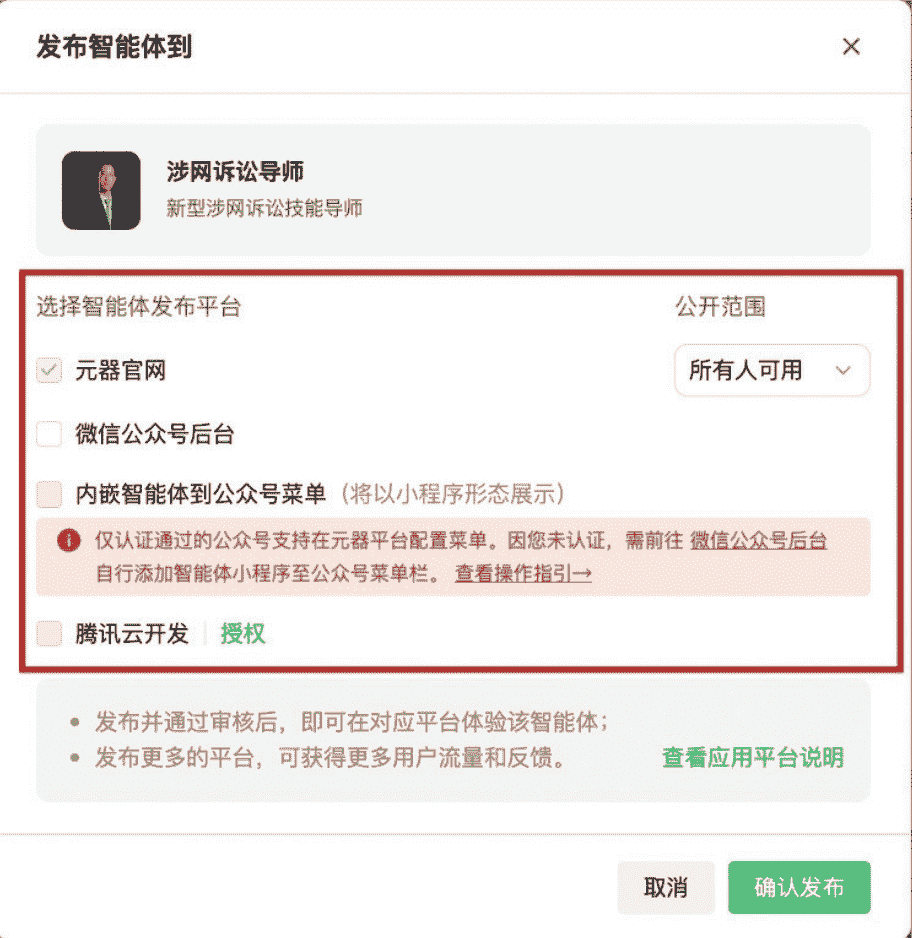 发布智能体到
涉网诉讼导师
新型涉网诉讼技能导师
选择智能体发布平台 公开范围
元器官网 所有人可用
微信公众号后台
内嵌智能体到公众号菜单（将以小程序形态展示）
仅认证通过的公众号支持在元器平台配置菜单。因您未认证，需前往 微信公众号后台
自行添加智能体小程序至公众号菜单栏。 查看操作指引→
腾讯云开发 授权
发布并通过审核后，即可在对应平台体验该智能体；
发布更多的平台，可获得更多用户流量和反馈。 查看应用平台说明
取消 确认发布